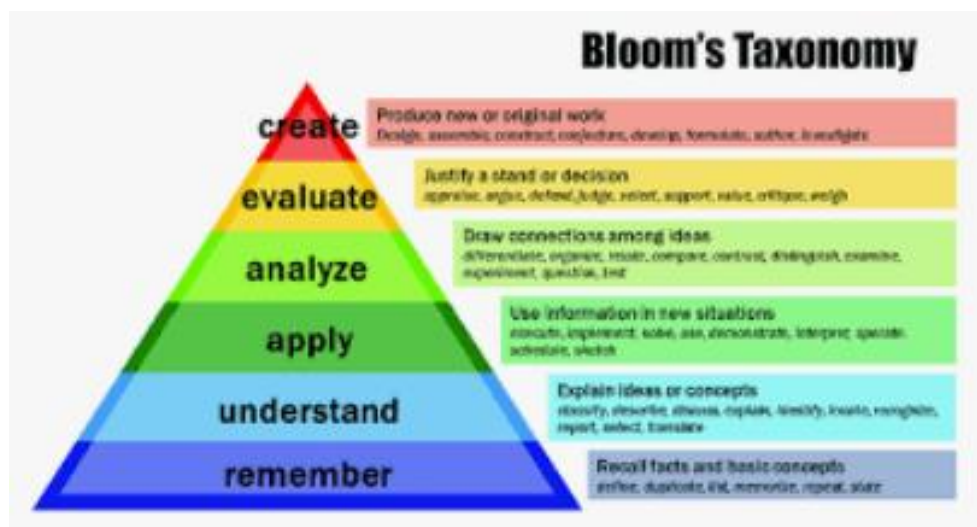 Bloom's Taxonomy
create
Produce new or original work
Design, assemble, construct, conjecture, develop, formulate, author, investigate
evaluate
Justify a stand or decision
appraise, argue, defend, judge, select, support, value, critique, weigh
analyze
Draw connections among ideas
differentiate, organize, relate, compare, contrast, distinguish, examine,
experiment, question, test
apply
Use information in new situations
execute, implement, solve, use, demonstrate, interpret, operate,
schedule, sketch
understand
Explain ideas or concepts
classify, describe, discuss, explain, identify, locate, recognize,
report, select, translate
remember
Recall facts and basic concepts
define, duplicate, list, memorize, repeat, state